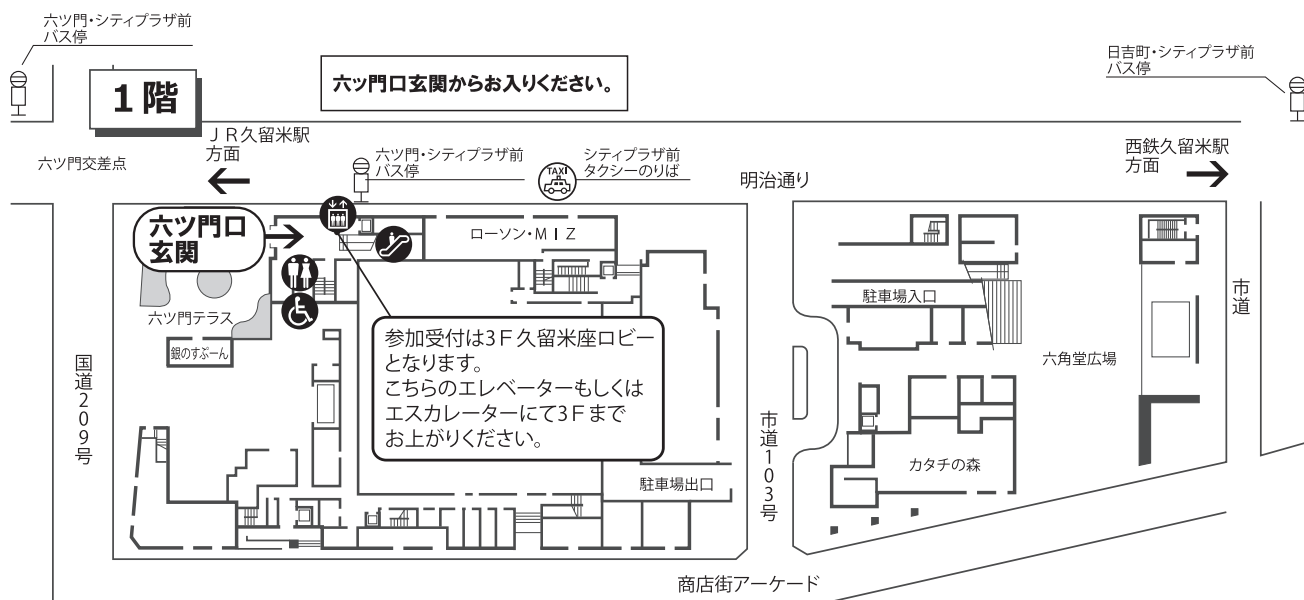 六ツ門・シティプラザ前
バス停
1階
六ッ門口玄関からお入りください。
日吉町・シティプラザ前
バス停
六ツ門交差点
JR久留米駅
方面
六ツ門・シティプラザ前
バス停
TAXI
シティプラザ前
タクシーのりば
明治通り
西鉄久留米駅
方面
六ツ門口
玄関
ローソン・MIZ
六ツ門テラス
銀のすぷーん
参加受付は3F久留米座ロビー
となります。
こちらのエレベーターもしくは
エスカレーターにて3Fまで
お上がりください。
駐車場入口
六角堂広場
市道
国道209号
市道103号
カタチの森
駐車場出口
商店街アーケード